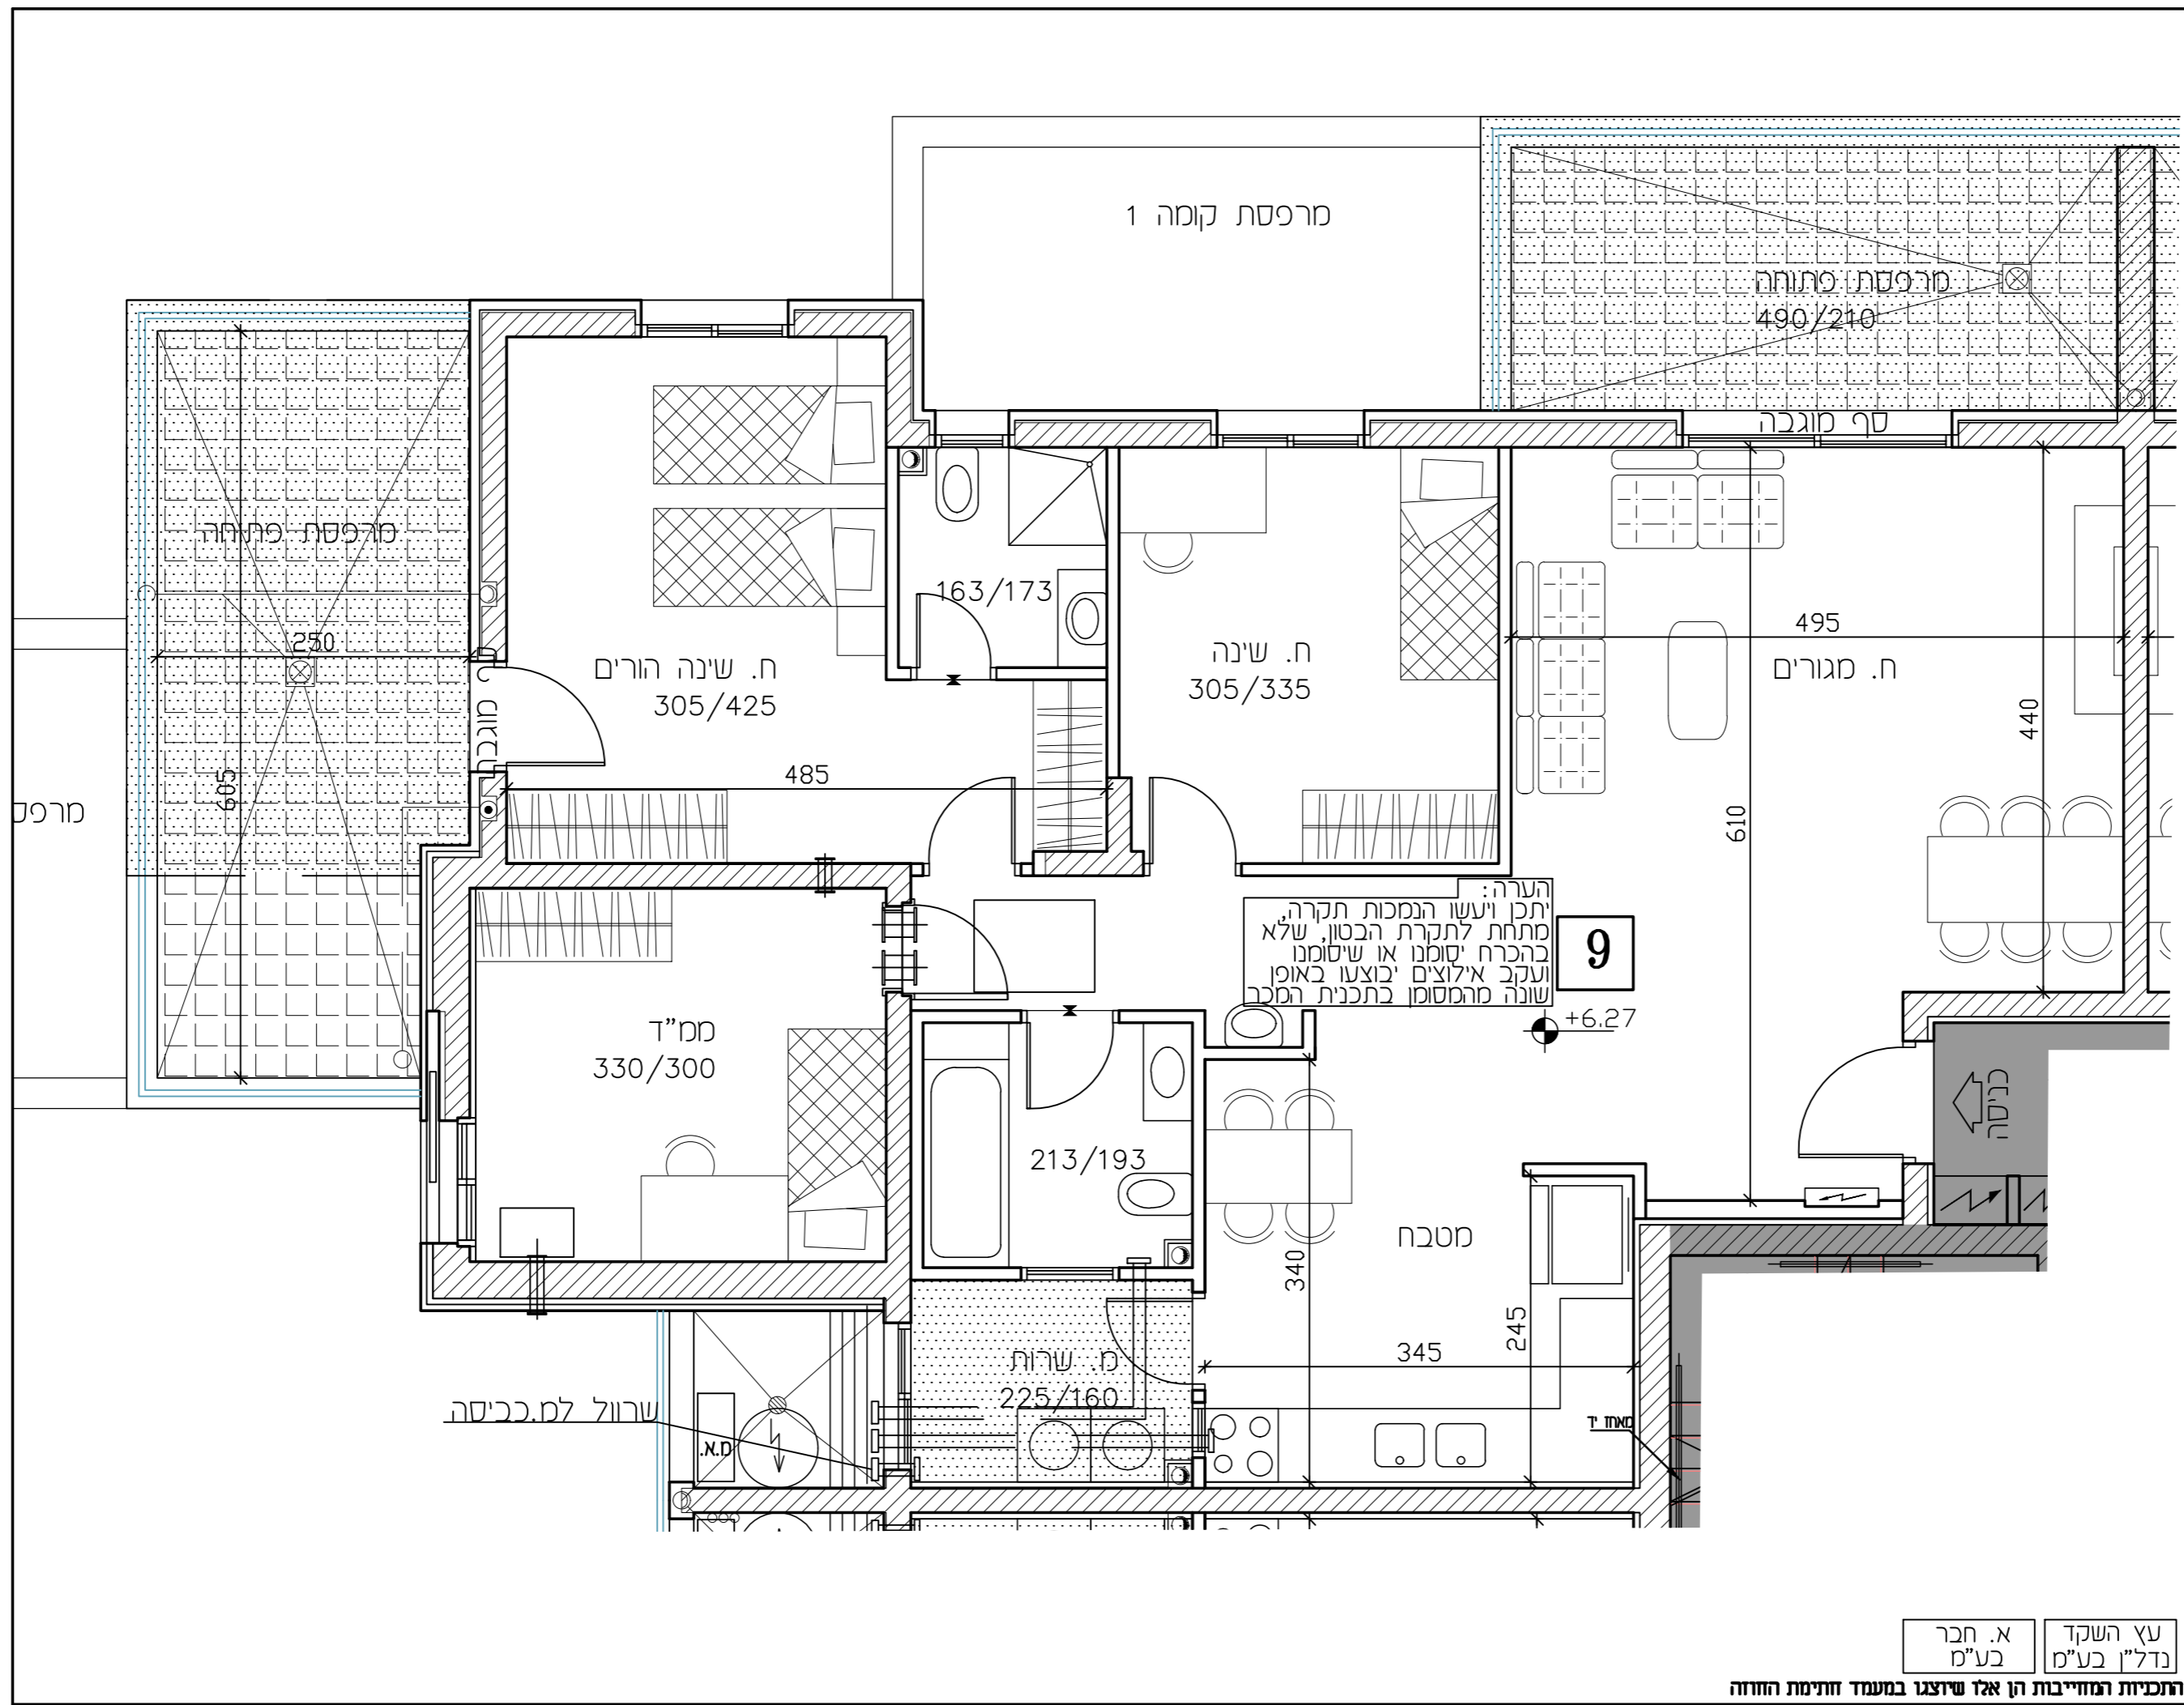 מרפסת קומה 1
מרפסת פתוחה
490/210
סף מוגבה
מרפסת פתוחה
250
605
163/173
ח. שינה הורים
305/425
485
ח. שינה
305/335
495
ח. מגורים
440
610
הערה:
יתכן ויעשו הנמכות תקרה,
מתחת לתקרת הבטון, שלא
בהכרח יסומנו או שיסומנו
ועקב אילוצים יבוצעו באופן
שונה מהמסומן בתכנית המכר
9
+6.27
ממ"ד
330/300
כניסה
213/193
מטבח
340
245
345
מ. שרות
225/160
שרוול למ.כביסה
מ.א.
מאחז יד
עץ השקד
נדל"ן בע"מ
א. חבר
בע"מ
התכניות המחייבות הן אלו שיוצגו במעמד חתימת החוזה